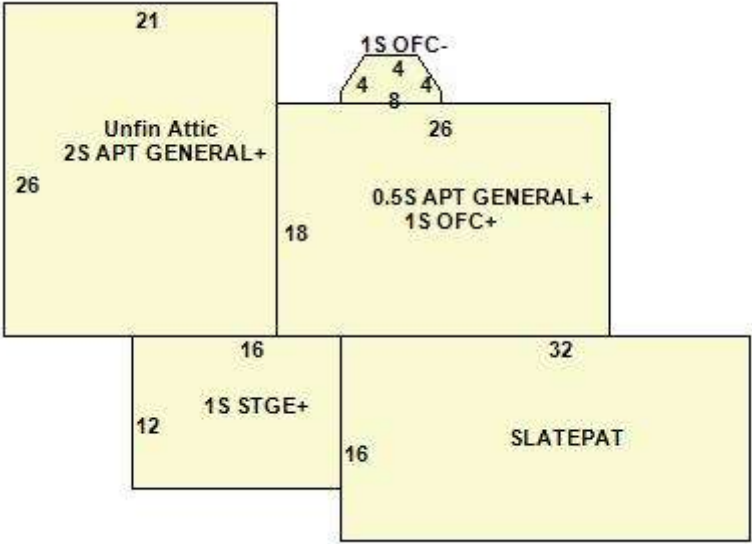 21
1S OFC-
4
4 4
8
26
Unfin Attic
2S APT GENERAL+
26
0.5S APT GENERAL+
1S OFC+
18
16
32
1S STGE+
12
SLATEPAT
16